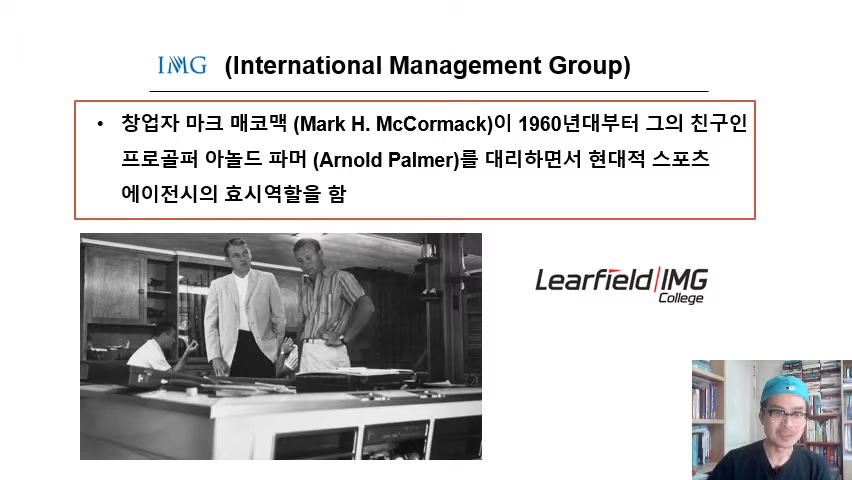 IMG (International Management Group)
• 창업자 마크 매코맥 (Mark H. McCormack)이 1960년대부터 그의 친구인
프로골퍼 아놀드 파머 (Arnold Palmer)를 대리하면서 현대적 스포츠
에이전시의 효시역할을 함
Learfield|IMG
College